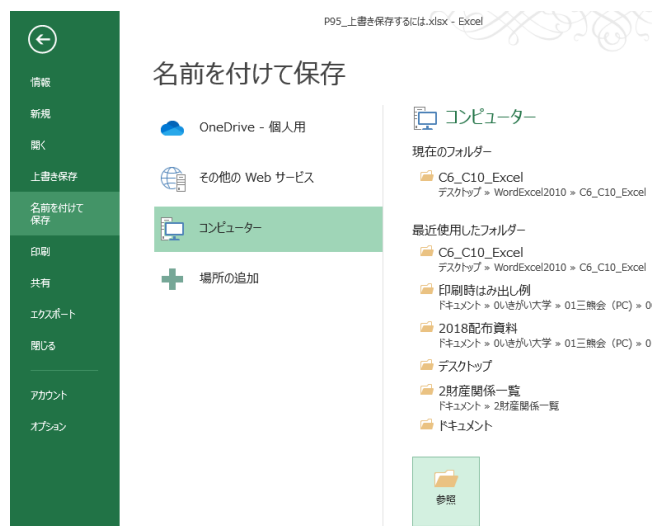 P95_上書き保存するには.xlsx - Excel
情報
新規
開く
上書き保存
名前を付けて
保存
印刷
共有
エクスポート
閉じる
アカウント
オプション
名前を付けて保存
OneDrive - 個人用
その他の Web サービス
コンピューター
場所の追加
コンピューター
現在のフォルダー
C6_C10_Excel
デスクトップ » WordExcel2010 » C6_C10_Excel
最近使用したフォルダー
C6_C10_Excel
デスクトップ » WordExcel2010 » C6_C10_Excel
印刷時はみ出し例
ドキュメント » 0いきがい大学 » 01三熊会（PC）» 0
2018配布資料
ドキュメント » 0いきがい大学 » 01三熊会（PC）» 0
デスクトップ
2財産関係一覧
ドキュメント » 2財産関係一覧
ドキュメント
参照